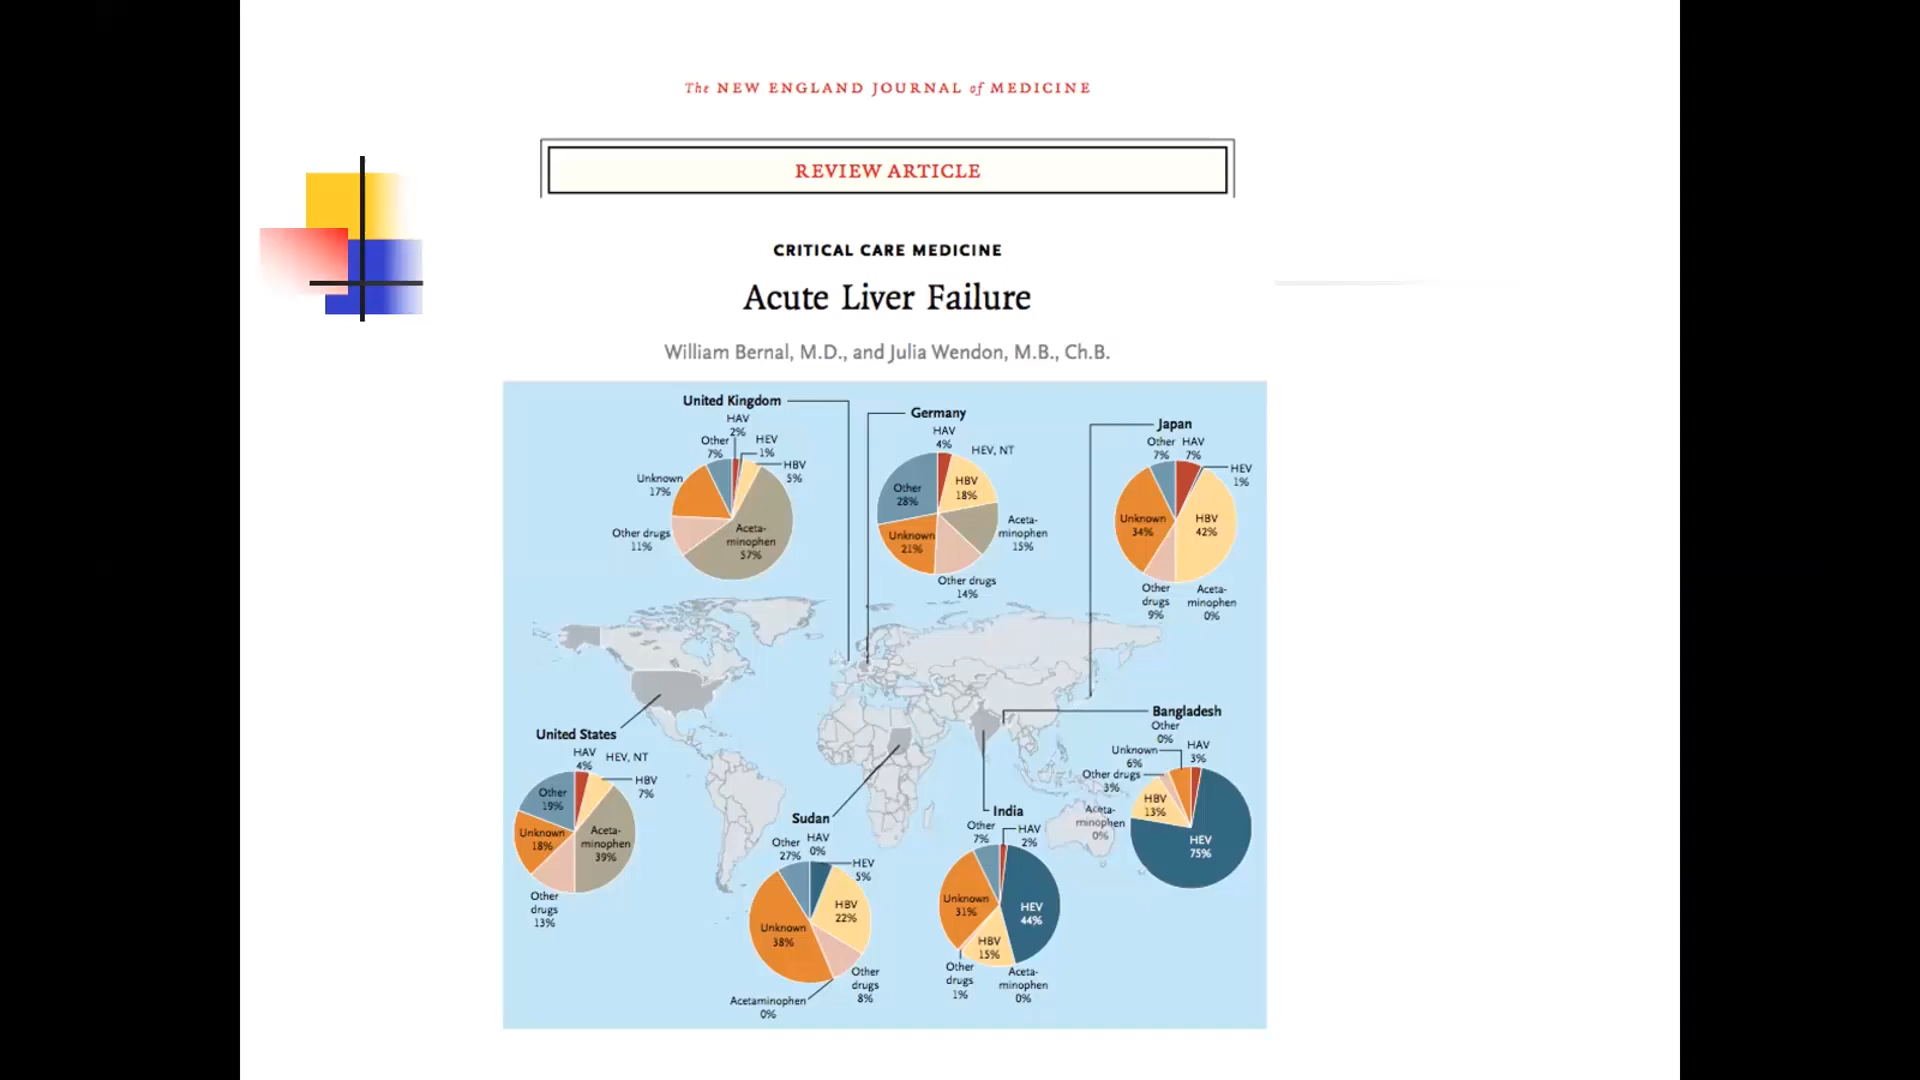 The NEW ENGLAND JOURNAL of MEDICINE
REVIEW ARTICLE
CRITICAL CARE MEDICINE
Acute Liver Failure
William Bernal, M.D., and Julia Wendon, M.B., Ch.B.
United Kingdom
HAV
2%
HEV
1%
HBV
5%
Aceta-
minophen
57%
Other drugs
11%
Unknown
17%
Other
7%
Germany
HAV
4%
HEV, NT
HBV
18%
Aceta-
minophen
15%
Other drugs
14%
Unknown
21%
Other
28%
Japan
HAV
7%
HEV
1%
HBV
42%
Aceta-
minophen
0%
Other
drugs
9%
Unknown
34%
Other
7%
United States
HAV
4%
HEV, NT
HBV
7%
Aceta-
minophen
39%
Other
drugs
13%
Unknown
18%
Other
19%
Sudan
HAV
0%
HEV
5%
HBV
22%
Other
drugs
8%
Acetaminophen
0%
Unknown
38%
Other
27%
India
HAV
2%
HEV
44%
Aceta-
minophen
0%
HBV
15%
Other
drugs
1%
Unknown
31%
Other
7%
Bangladesh
Other
0%
HAV
3%
HEV
75%
Aceta-
minophen
0%
HBV
13%
Other drugs
3%
Unknown
6%